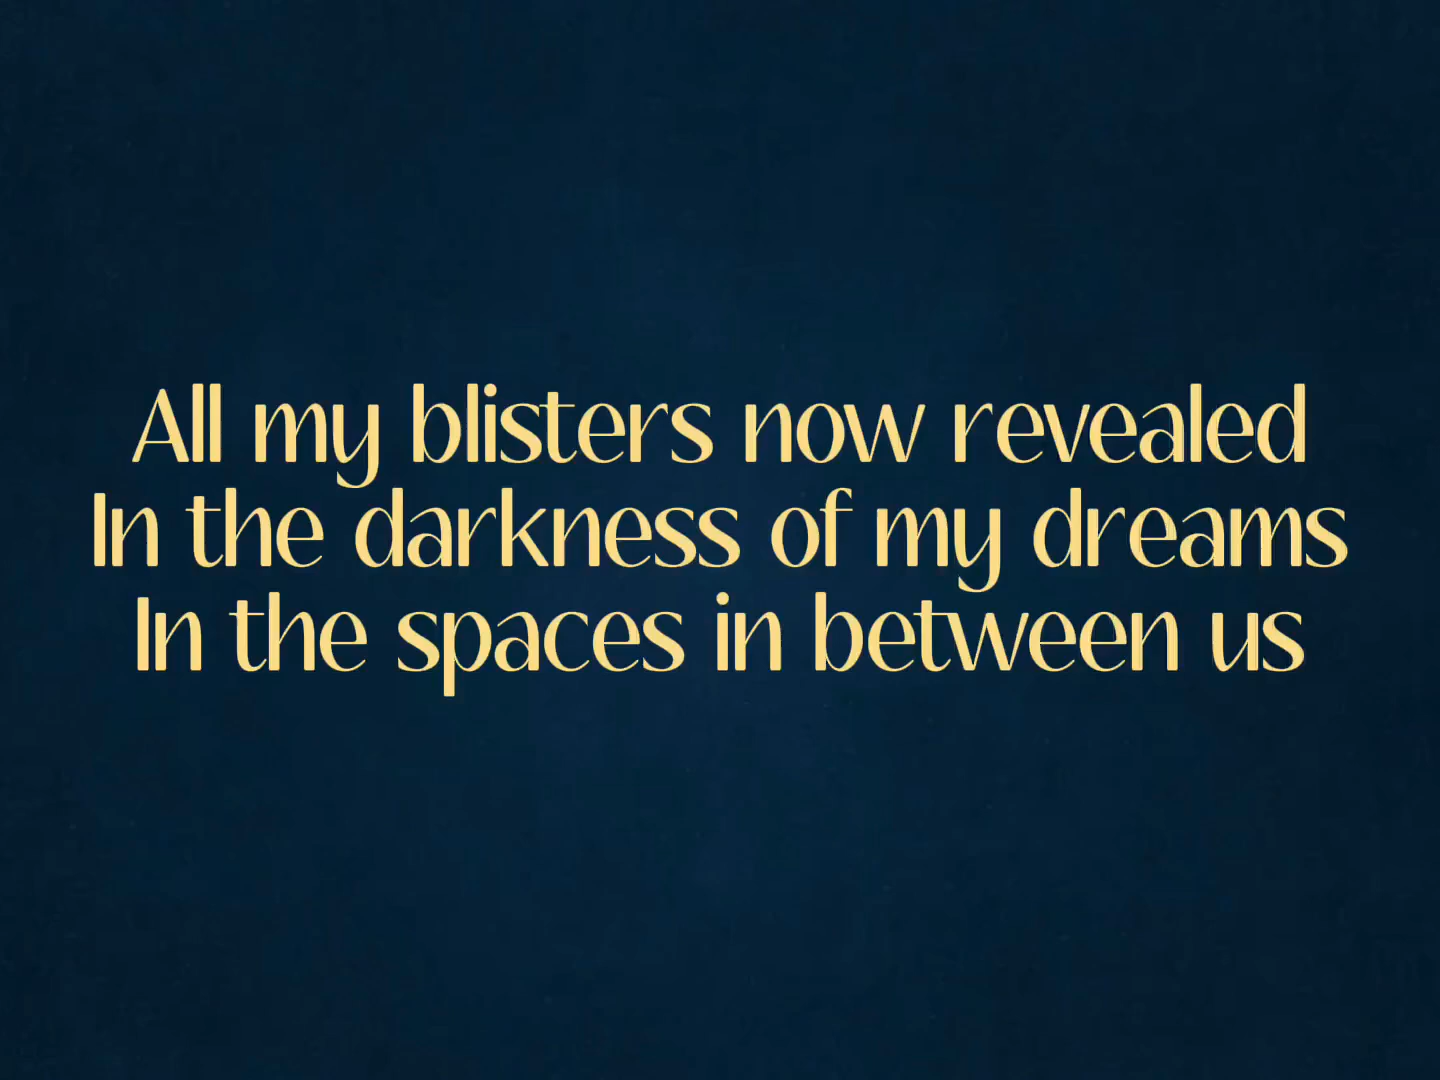 All my blisters now revealed
In the darkness of my dreams
In the spaces in between us